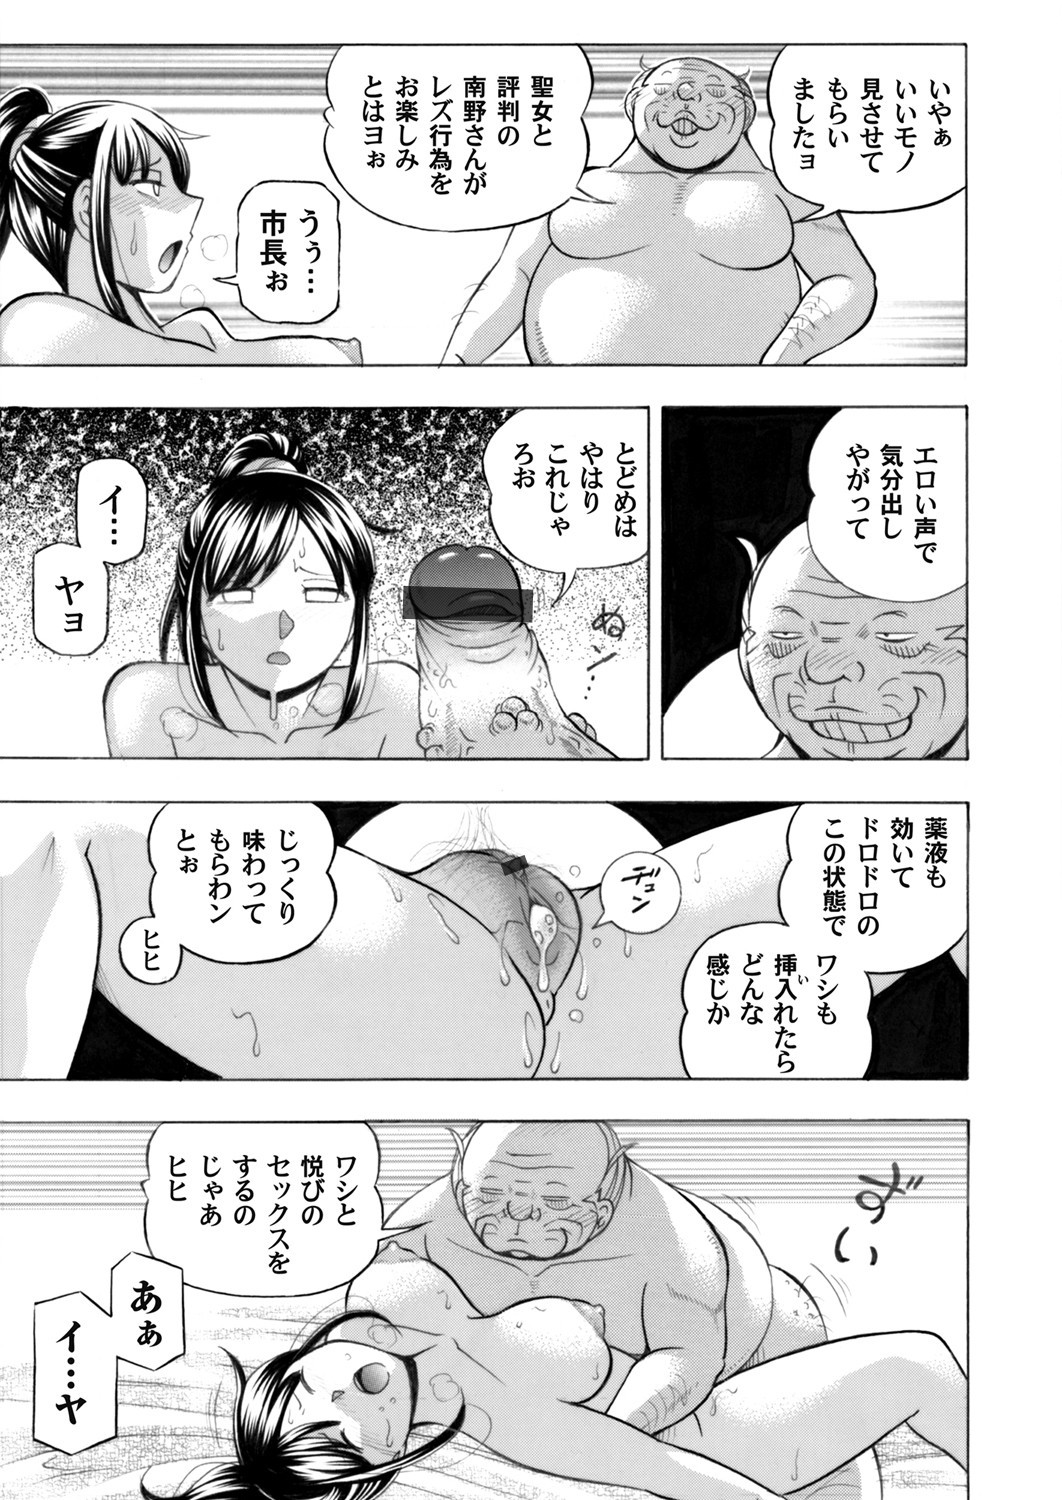 いやぁ
いいモノ
見させて
もらい
ましたョ
聖女と
評判の
南野さんが
レズ行為を
お楽しみ
とはヨぉ
うぅ…
市長ぉ
エロい声で
気分出し
やがって
とどめは
やはり
これじゃ
ろお
ぬ゛ン…
イ…
ヤョ
薬液も
効いて
ドロドロの
この状態で
ワシも
挿入れたら
い
どんな
感じか
ヂュン
じっくり
味わって
もらわン
とぉ
ヒヒ
ずい
ワシと
悦びの
セックスを
するの
じゃあ
ヒヒ
あぁ
イ…ヤ